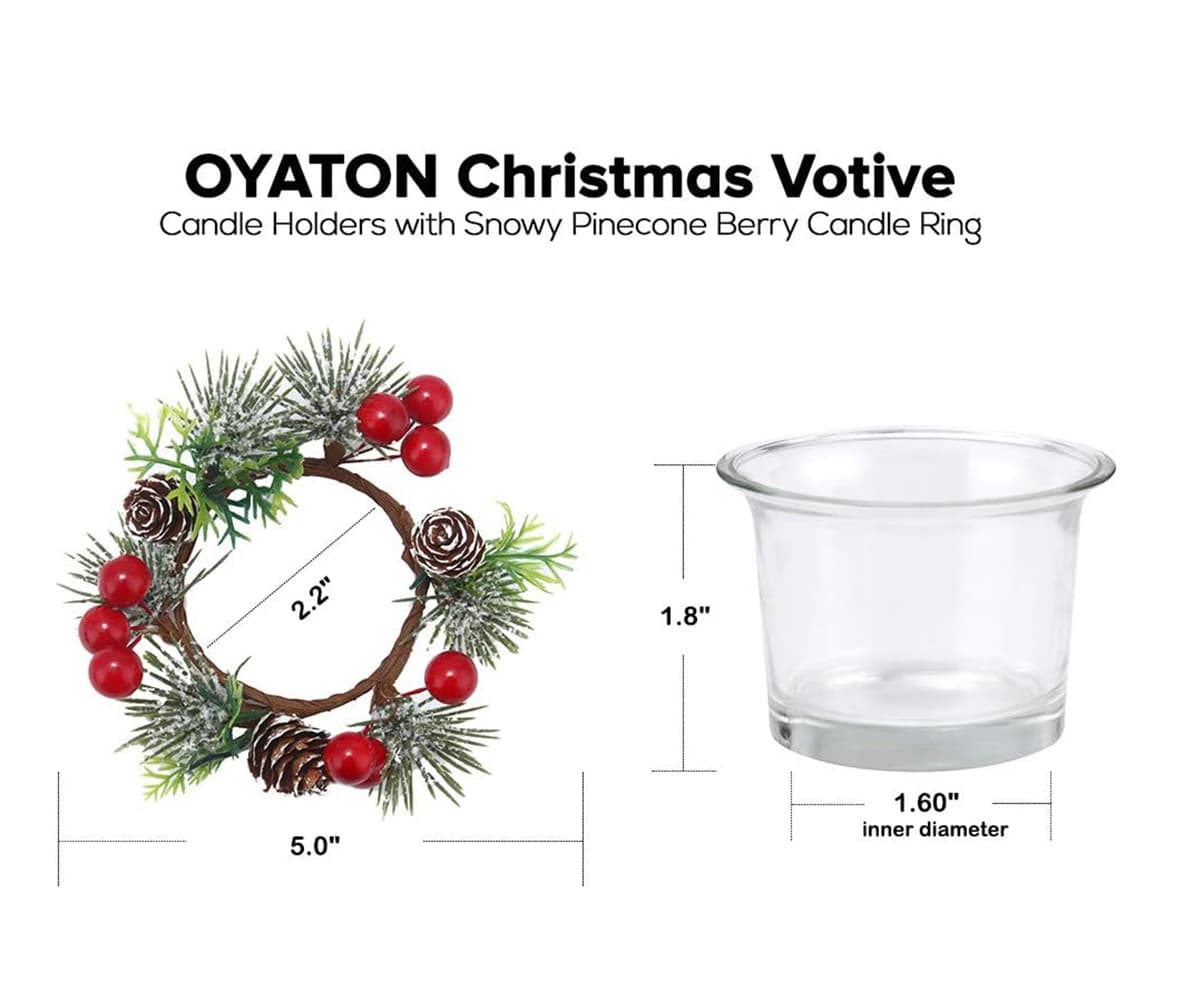 OYATON Christmas Votive
Candle Holders with Snowy Pinecone Berry Candle Ring
2.2"
5.0"
1.8"
1.60"
inner diameter